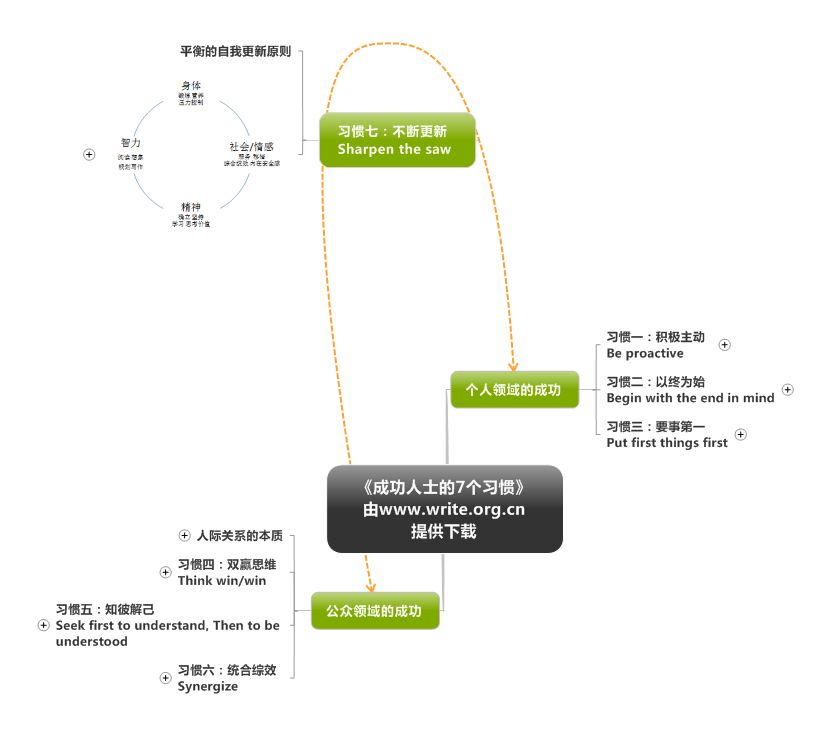 平衡的自我更新原则
身体
锻炼 营养
压力控制
智力
阅读 想象
规划 写作
社会/情感
服务 移情
综合统效 内在安全感
精神
确立 坚持
学习 思考价值
习惯七：不断更新
Sharpen the saw
习惯一：积极主动
Be proactive
个人领域的成功
习惯二：以终为始
Begin with the end in mind
习惯三：要事第一
Put first things first
《成功人士的7个习惯》
由www.write.org.cn
提供下载
人际关系的本质
习惯四：双赢思维
Think win/win
公众领域的成功
习惯五：知彼解己
Seek first to understand, Then to be
understood
习惯六：统合综效
Synergize